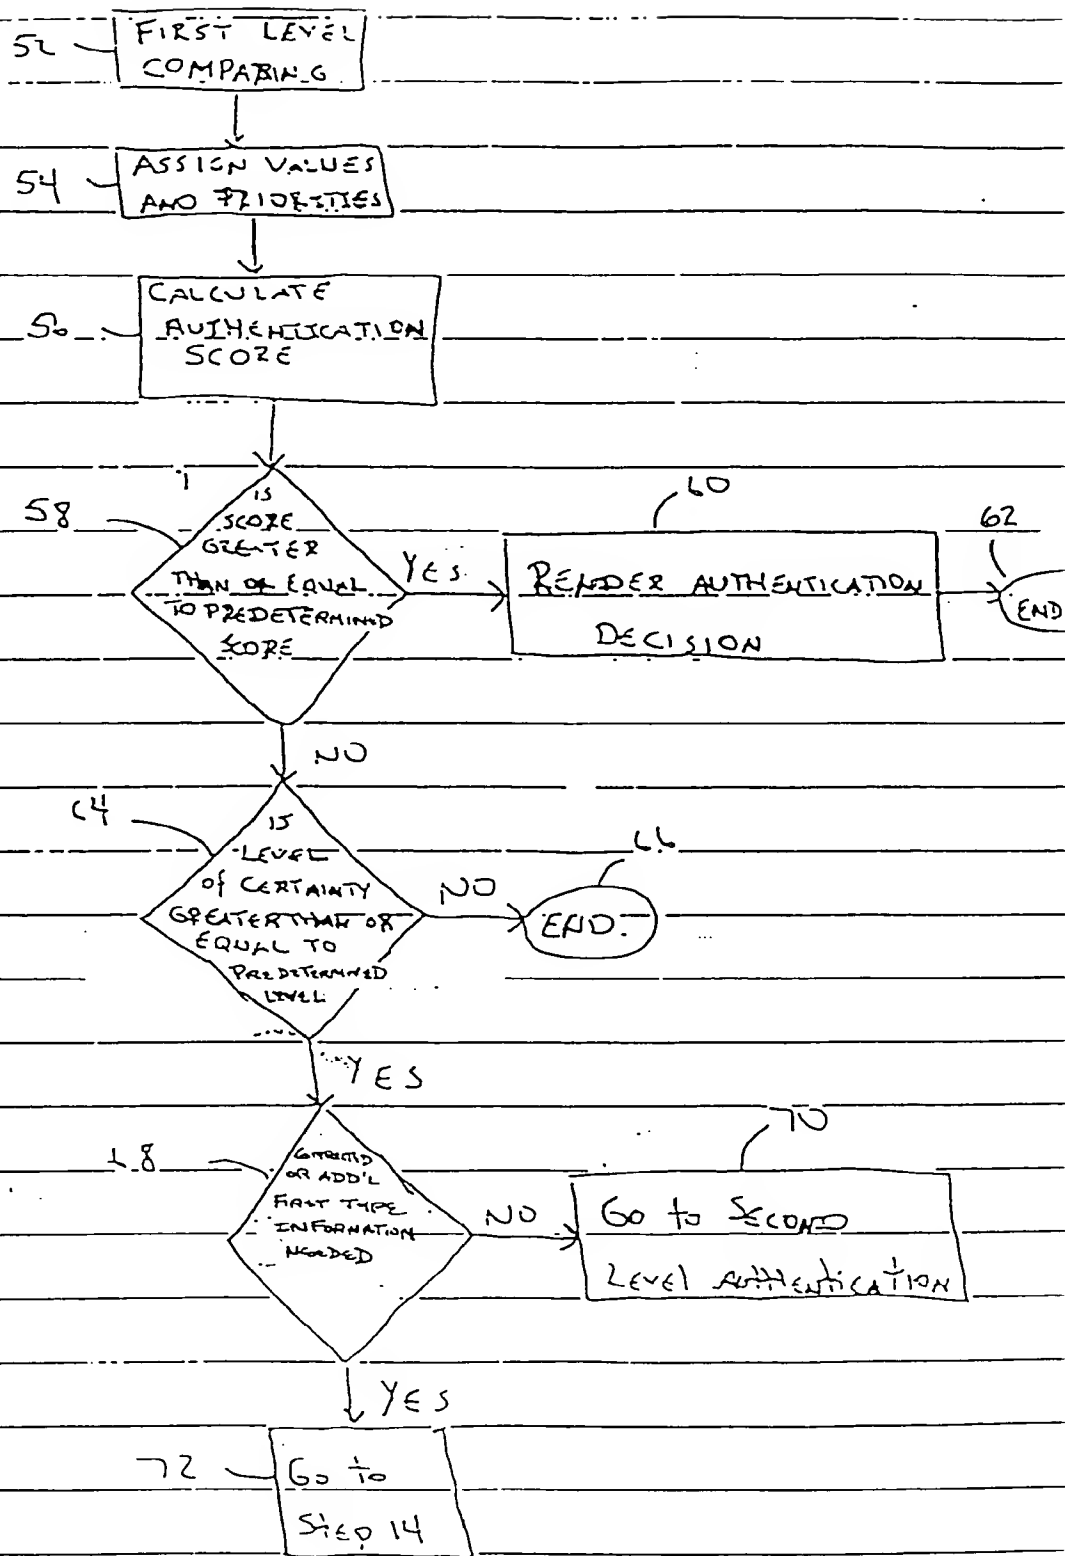 52
FIRST LEVEL
COMPARING
54
ASSIGN VALUES
AND PRIORITIES
CALCULATE
AUTHENTICATION
SCORE
58
IS
SCORE
GREATER
THAN OR EQUAL
TO PREDETERMINED
SCORE
YES
60
RENDER AUTHENTICATION
DECISION
62
END
NO
64
IS
LEVEL
of CERTAINTY
GREATER THAN OR
EQUAL TO
PREDETERMINED
LEVEL
NO
66
END.
YES
68
OR ADD'L
FIRST TYPE
INFORMATION
NEEDED
NO
70
Go to SECOND
LEVEL AUTHENTICATION
YES
72
Go to
STEP 14